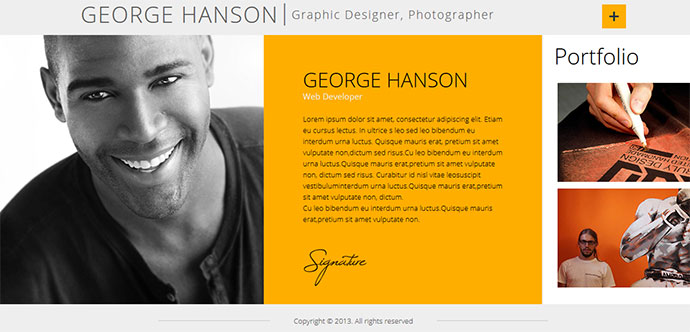 GEORGE HANSON | Graphic Designer, Photographer +
Portfolio
GEORGE HANSON
Web Developer
Lorem ipsum dolor sit amet, consectetur adipiscing elit. Etiam
eu cursus lectus. In ultrice s leo sed leo bibendum eu
interdum urna luctus. Quisque mauris erat, pretium sit amet
vulputate non,dictum sed risus.Cu leo bibendum eu interdum
urna luctus.Quisque mauris erat,pretium sit amet vulputate
non, dictum sed risus. Curabitur id nisl vitae leosuscipit
vestibuluminterdum urna luctus.Quisque mauris erat,pretium
sit amet vulputate non, dictum.
Cu leo bibendum eu interdum urna luctus.Quisque mauris
erat,pretium sit amet vulputate non.
Signature
DESIGN
Copyright © 2013. All rights reserved